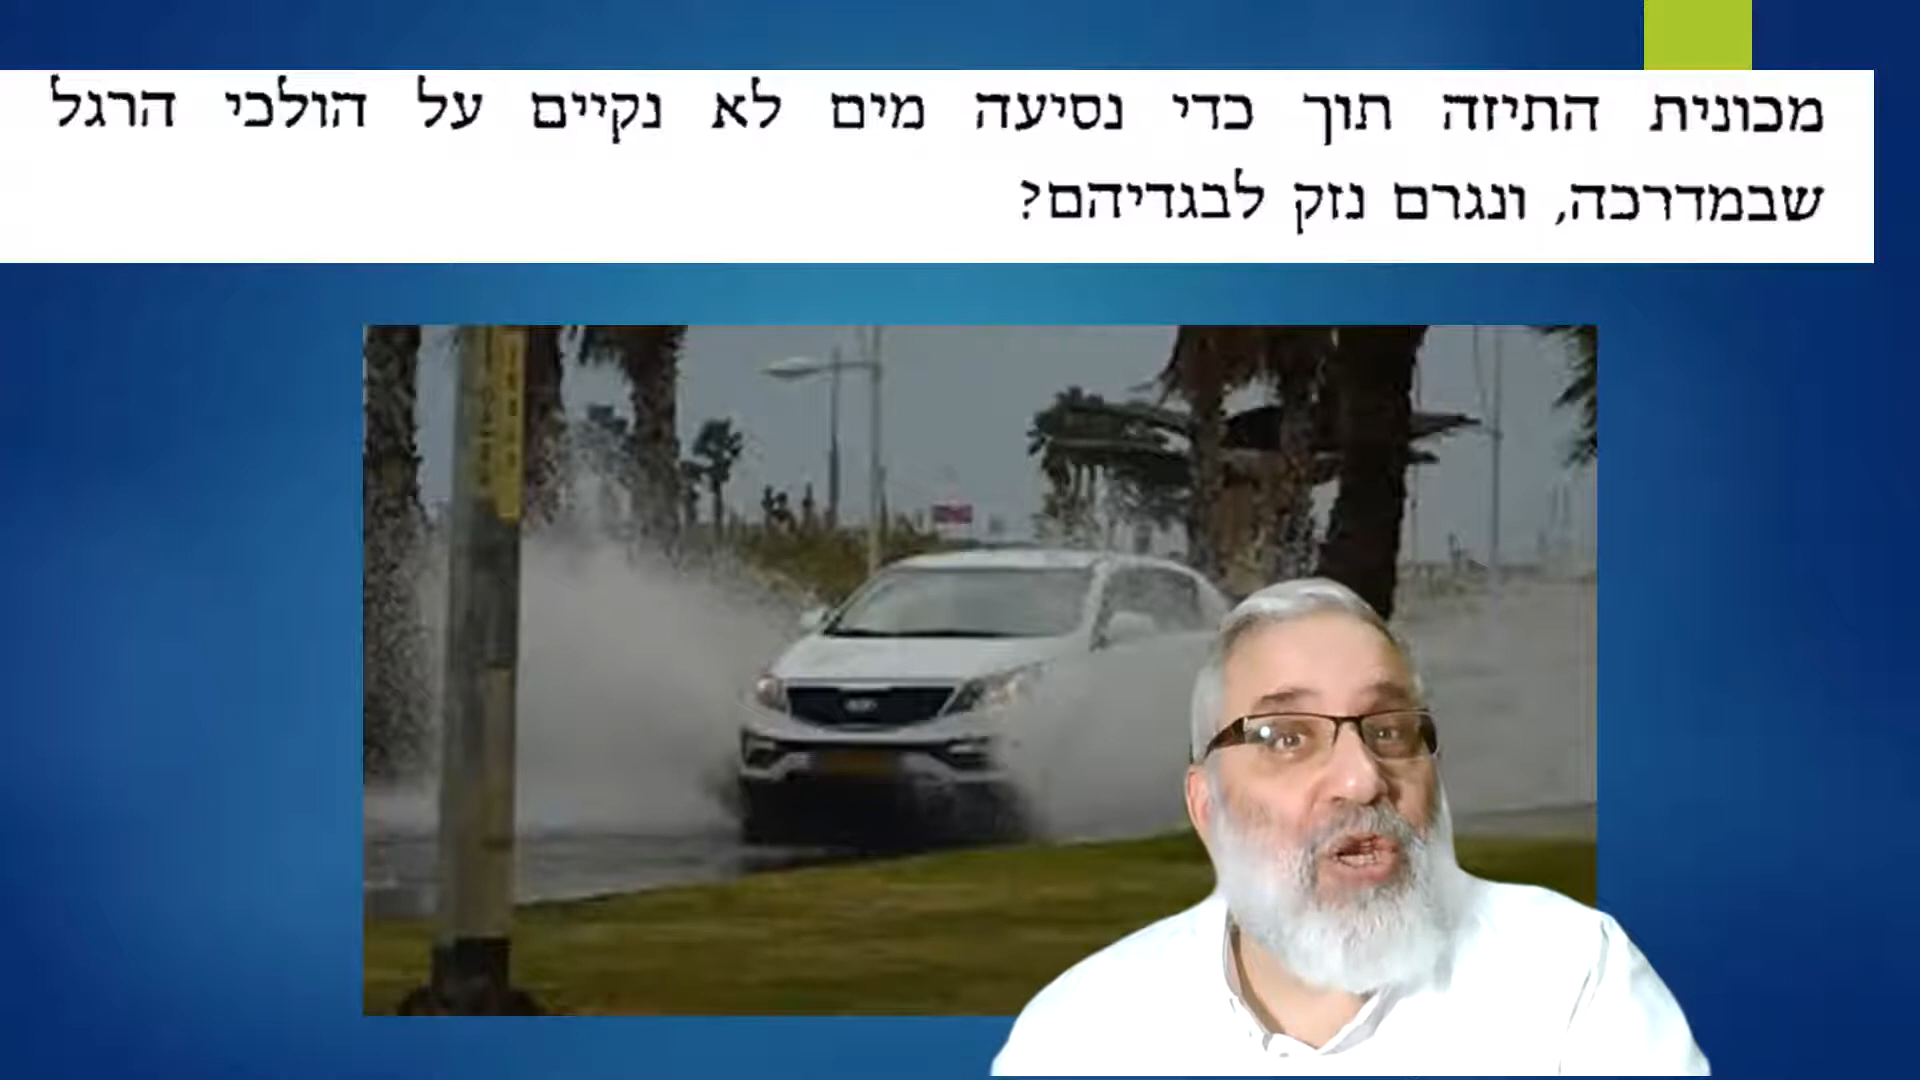 מכונית התיזה תוך כדי נסיעה מים לא נקיים על הולכי הרגל
שבמדרכה, ונגרם נזק לבגדיהם?